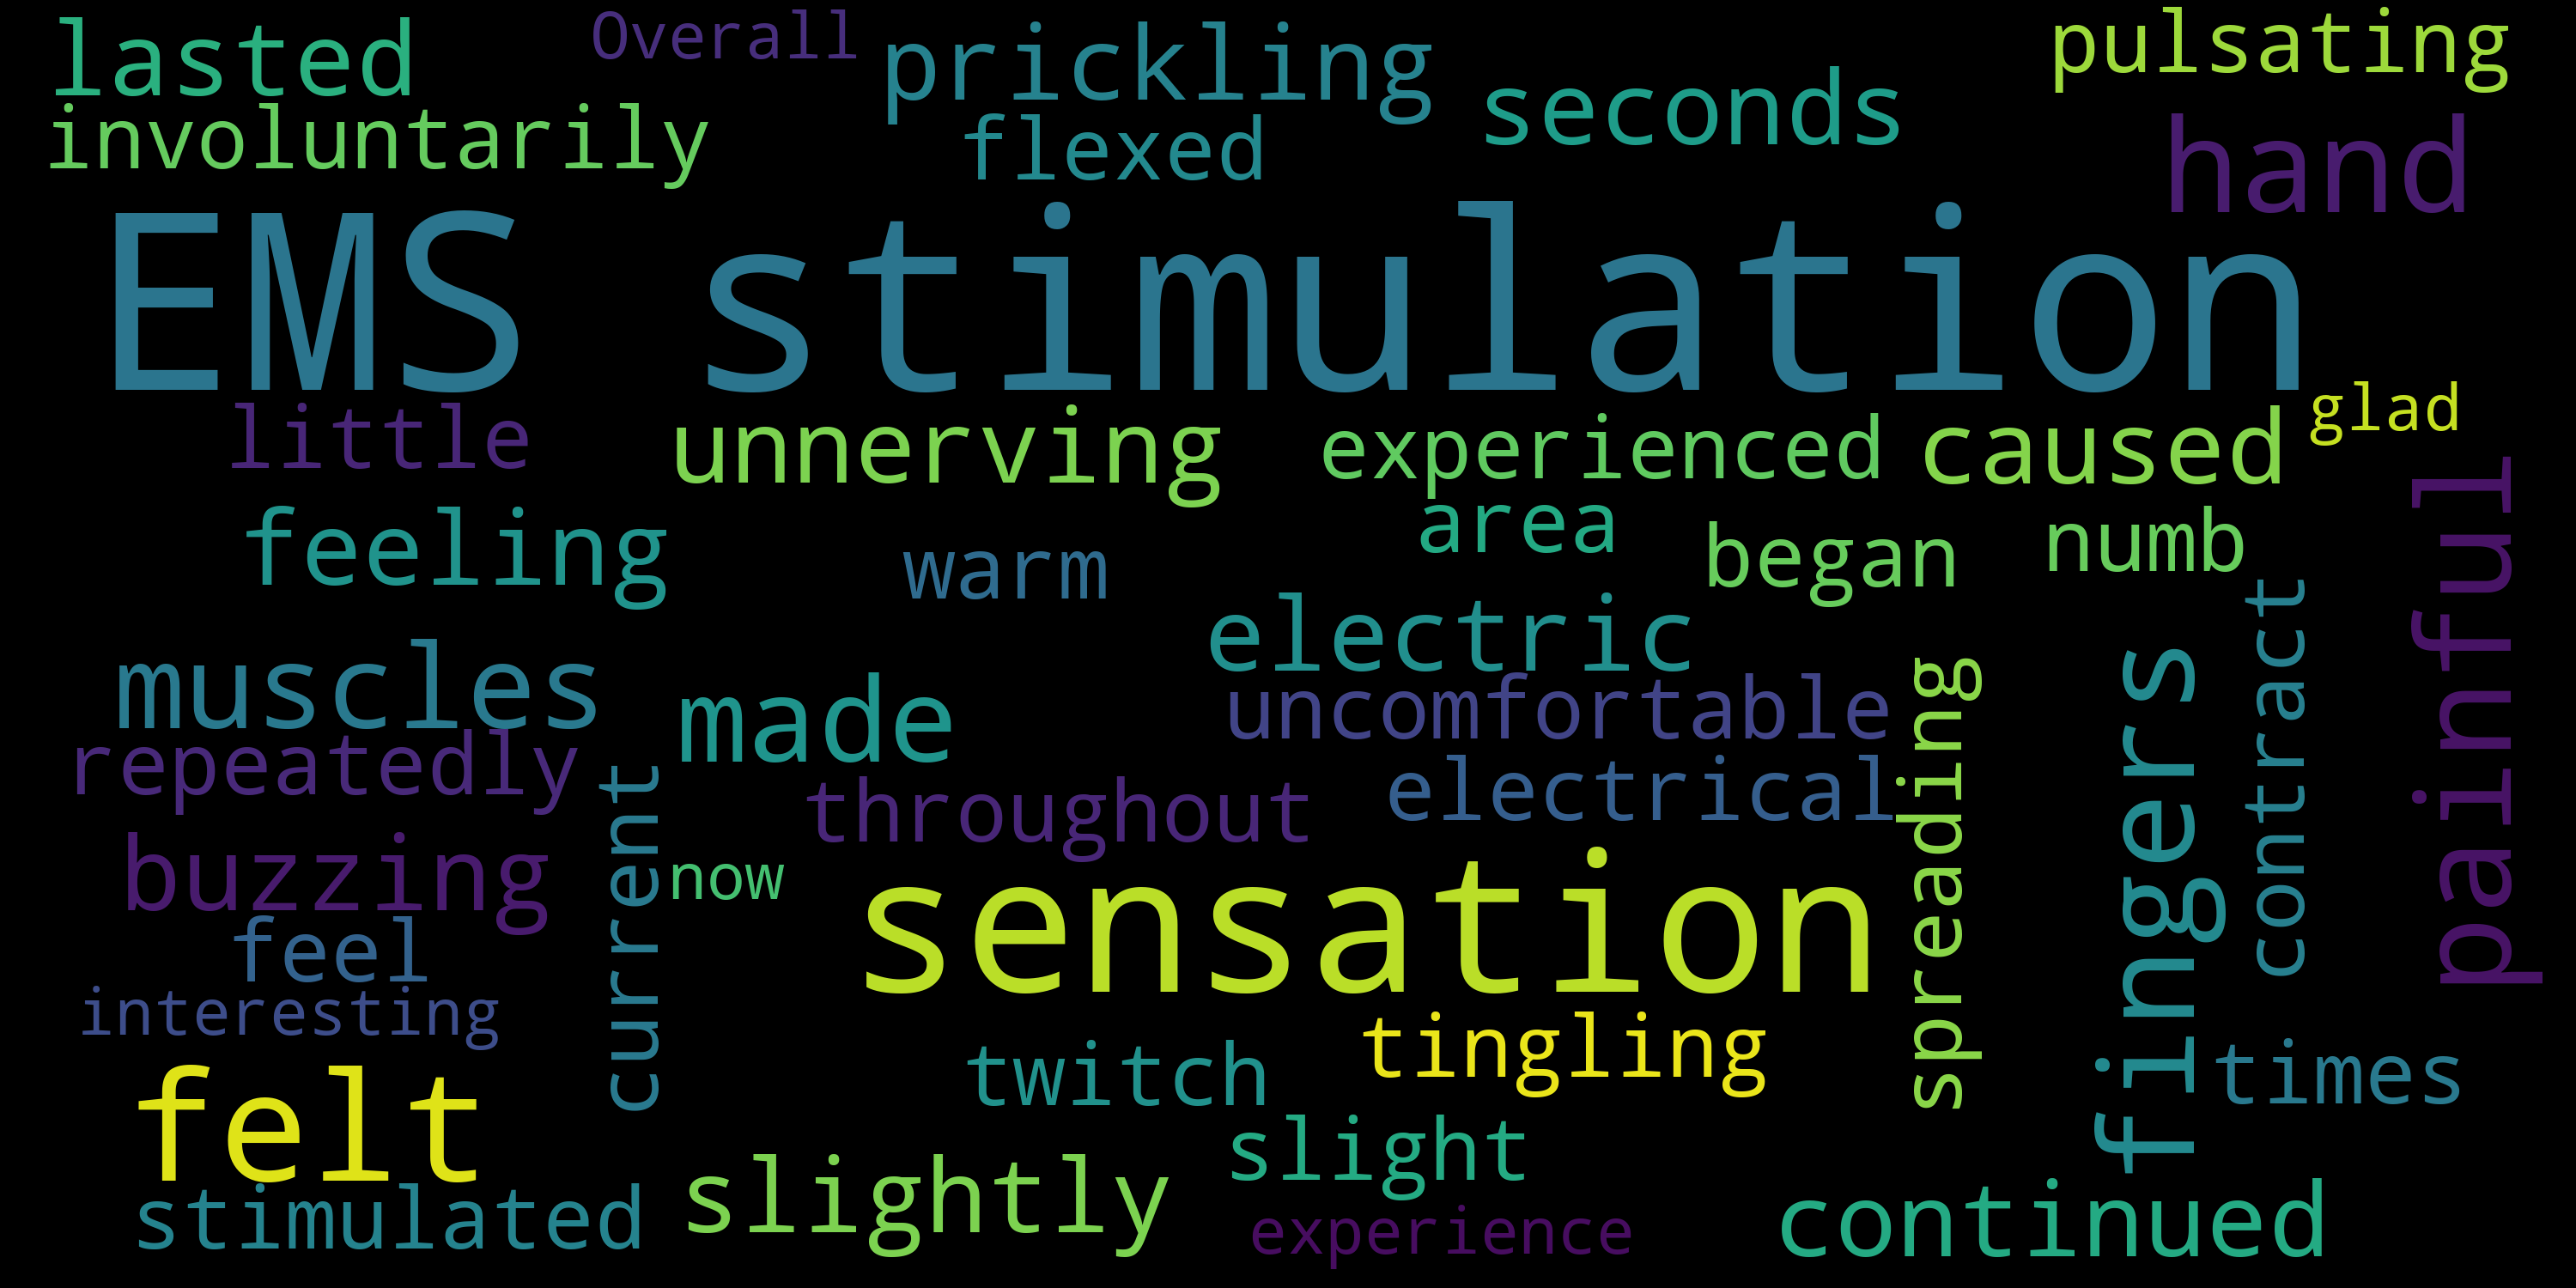 lasted
Overall
prickling
pulsating
involuntarily
flexed
seconds
hand
EMS stimulation
little
unnerving
experienced
caused
glad
feeling
warm
area
began
numb
painful
muscles
made
electric
uncomfortable
spreading
fingers
contract
repeatedly
current
throughout
electrical
buzzing
now
sensation
feel
interesting
felt
twitch
tingling
times
stimulated
slightly
slight
experience
continued